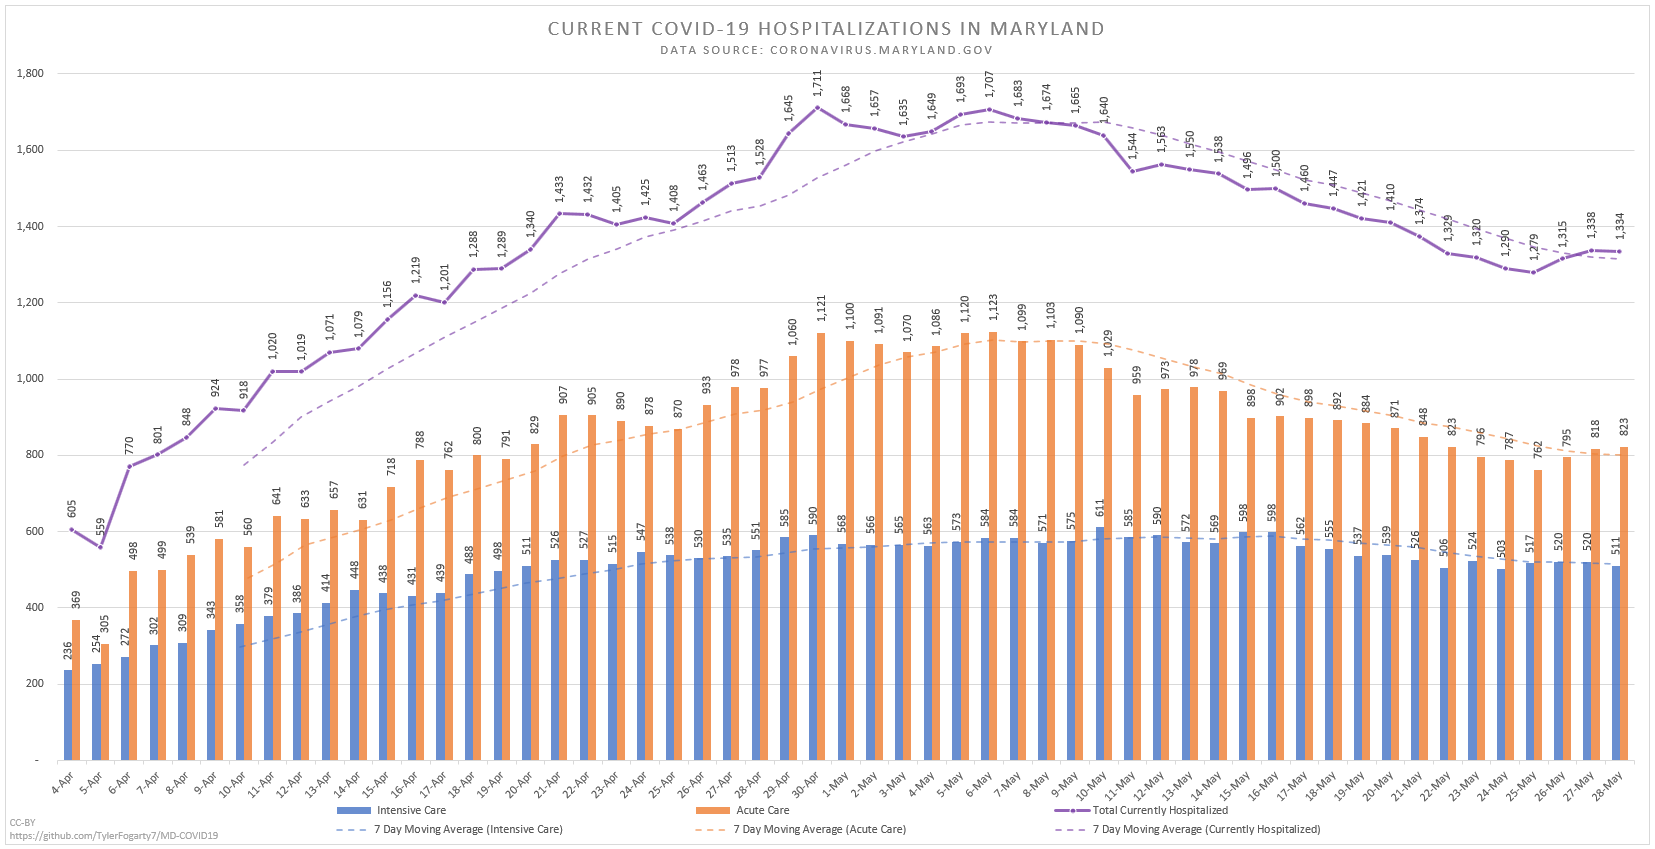 CURRENT COVID-19 HOSPITALIZATIONS IN MARYLAND
DATA SOURCE: CORONAVIRUS.MARYLAND.GOV
1,800
1,600
1,400
1,200
1,000
800
600
400
200
-
605 559 770 801 848 924 918 1,020 1,019 1,071 1,079 1,156 1,219 1,201 1,288 1,289 1,340 1,433 1,432 1,405 1,425 1,408 1,463 1,513 1,528 1,645 1,711 1,668 1,657 1,635 1,649 1,693 1,707 1,683 1,674 1,665 1,640 1,544 1,563 1,550 1,538 1,496 1,500 1,460 1,447 1,421 1,410 1,374 1,329 1,320 1,290 1,279 1,315 1,338 1,334
369 305 498 499 539 581 560 641 633 657 631 718 788 762 800 791 829 907 905 890 878 870 933 978 977 1,060 1,121 1,100 1,091 1,070 1,086 1,120 1,123 1,099 1,103 1,090 1,029 959 973 978 969 898 902 898 892 884 871 848 823 796 787 762 795 818 823
236 254 272 302 309 343 358 379 386 414 448 438 431 439 488 498 511 526 527 515 547 538 530 535 551 585 590 568 566 565 563 573 584 584 571 575 611 585 590 572 569 598 598 562 555 537 539 526 506 524 503 517 520 520 511
4-Apr 5-Apr 6-Apr 7-Apr 8-Apr 9-Apr 10-Apr 11-Apr 12-Apr 13-Apr 14-Apr 15-Apr 16-Apr 17-Apr 18-Apr 19-Apr 20-Apr 21-Apr 22-Apr 23-Apr 24-Apr 25-Apr 26-Apr 27-Apr 28-Apr 29-Apr 30-Apr 1-May 2-May 3-May 4-May 5-May 6-May 7-May 8-May 9-May 10-May 11-May 12-May 13-May 14-May 15-May 16-May 17-May 18-May 19-May 20-May 21-May 22-May 23-May 24-May 25-May 26-May 27-May 28-May
Intensive Care Acute Care Total Currently Hospitalized
7 Day Moving Average (Intensive Care) 7 Day Moving Average (Acute Care) 7 Day Moving Average (Currently Hospitalized)
CC-BY
https://github.com/TylerFogarty7/MD-COVID19